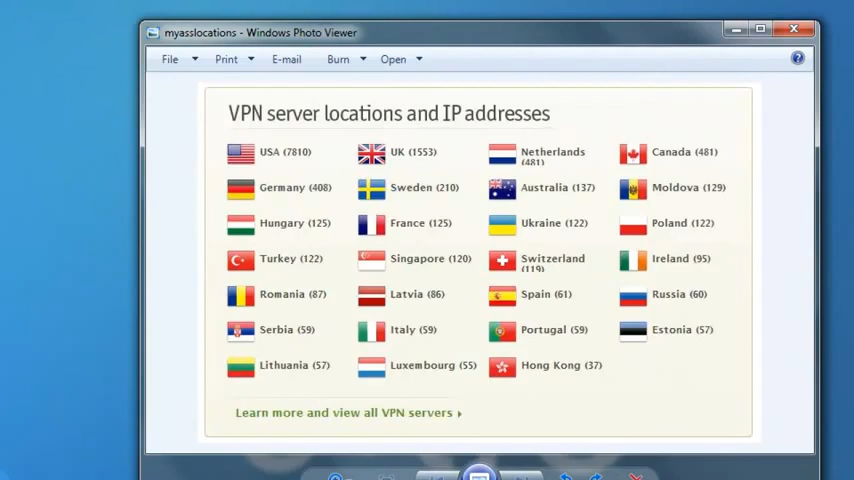 myasslocations - Windows Photo Viewer
File Print E-mail Burn Open
VPN server locations and IP addresses
USA (7810) UK (1553) Netherlands (481) Canada (481)
Germany (408) Sweden (210) Australia (137) Moldova (129)
Hungary (125) France (125) Ukraine (122) Poland (122)
Turkey (122) Singapore (120) Switzerland (119) Ireland (95)
Romania (87) Latvia (86) Spain (61) Russia (60)
Serbia (59) Italy (59) Portugal (59) Estonia (57)
Lithuania (57) Luxembourg (55) Hong Kong (37)
Learn more and view all VPN servers